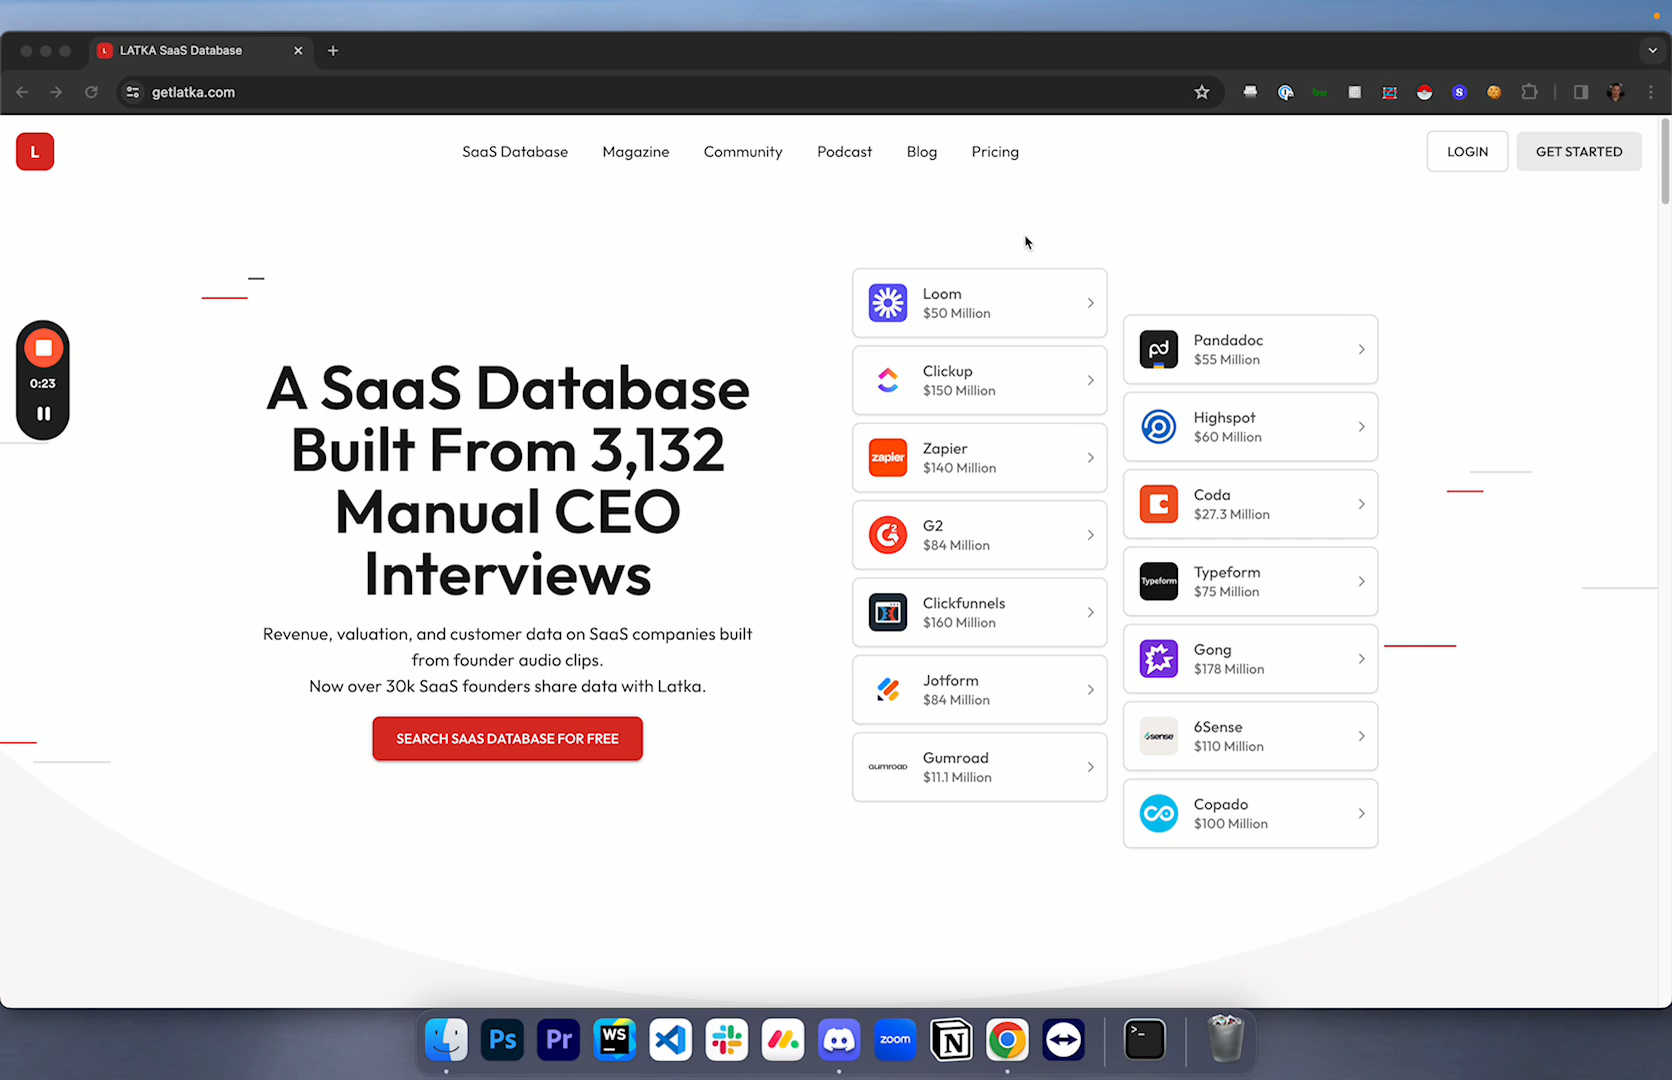 LATKA SaaS Database
getlatka.com
L
SaaS Database
Magazine
Community
Podcast
Blog
Pricing
LOGIN
GET STARTED
0:23
A SaaS Database
Built From 3,132
Manual CEO
Interviews
Revenue, valuation, and customer data on SaaS companies built
from founder audio clips.
Now over 30k SaaS founders share data with Latka.
SEARCH SAAS DATABASE FOR FREE
Loom
$50 Million
Clickup
$150 Million
zapier
Zapier
$140 Million
G2
$84 Million
Clickfunnels
$160 Million
Jotform
$84 Million
GUMROAD
Gumroad
$11.1 Million
pd
Pandadoc
$55 Million
Highspot
$60 Million
Coda
$27.3 Million
Typeform
Typeform
$75 Million
Gong
$178 Million
6sense
6Sense
$110 Million
Copado
$100 Million
Ps
Pr
WS
zoom